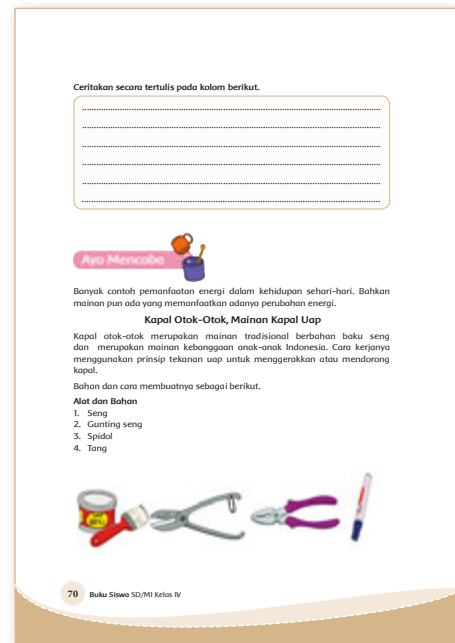 Ceritakan secara tertulis pada kolom berikut.
Ayo Mencoba
Banyak contoh pemanfaatan energi dalam kehidupan sehari-hari. Bahkan
mainan pun ada yang memanfaatkan adanya perubahan energi.
Kapal Otok-Otok, Mainan Kapal Uap
Kapal otok-otok merupakan mainan tradisional berbahan baku seng
dan merupakan mainan kebanggaan anak-anak Indonesia. Cara kerjanya
menggunakan prinsip tekanan uap untuk menggerakkan atau mendorong
kapal.
Bahan dan cara membuatnya sebagai berikut.
Alat dan Bahan
1. Seng
2. Gunting seng
3. Spidol
4. Tang
70 Buku Siswa SD/MI Kelas IV